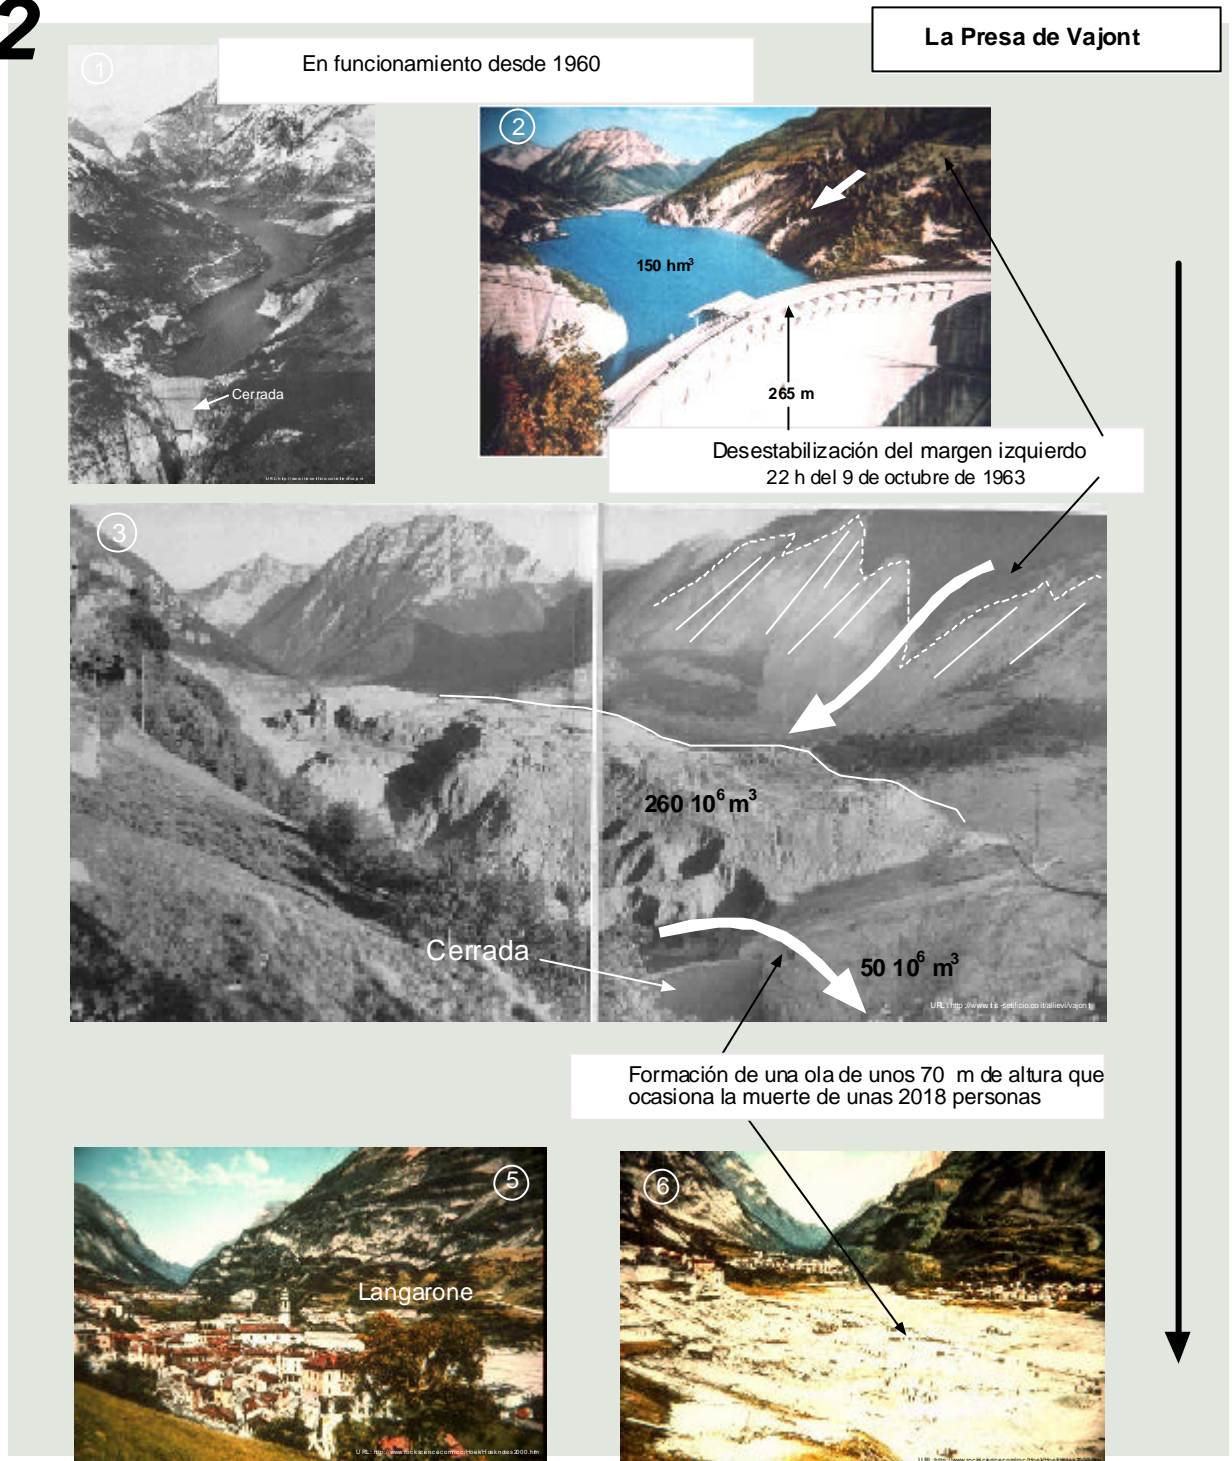 2
La Presa de Vajont
1
En funcionamiento desde 1960
2
150 hm³
Cerrada
265 m
Desestabilización del margen izquierdo
22 h del 9 de octubre de 1963
3
260 10⁶ m³
Cerrada
50 10⁶ m³
Formación de una ola de unos 70 m de altura que
ocasiona la muerte de unas 2018 personas
5
6
Langarone